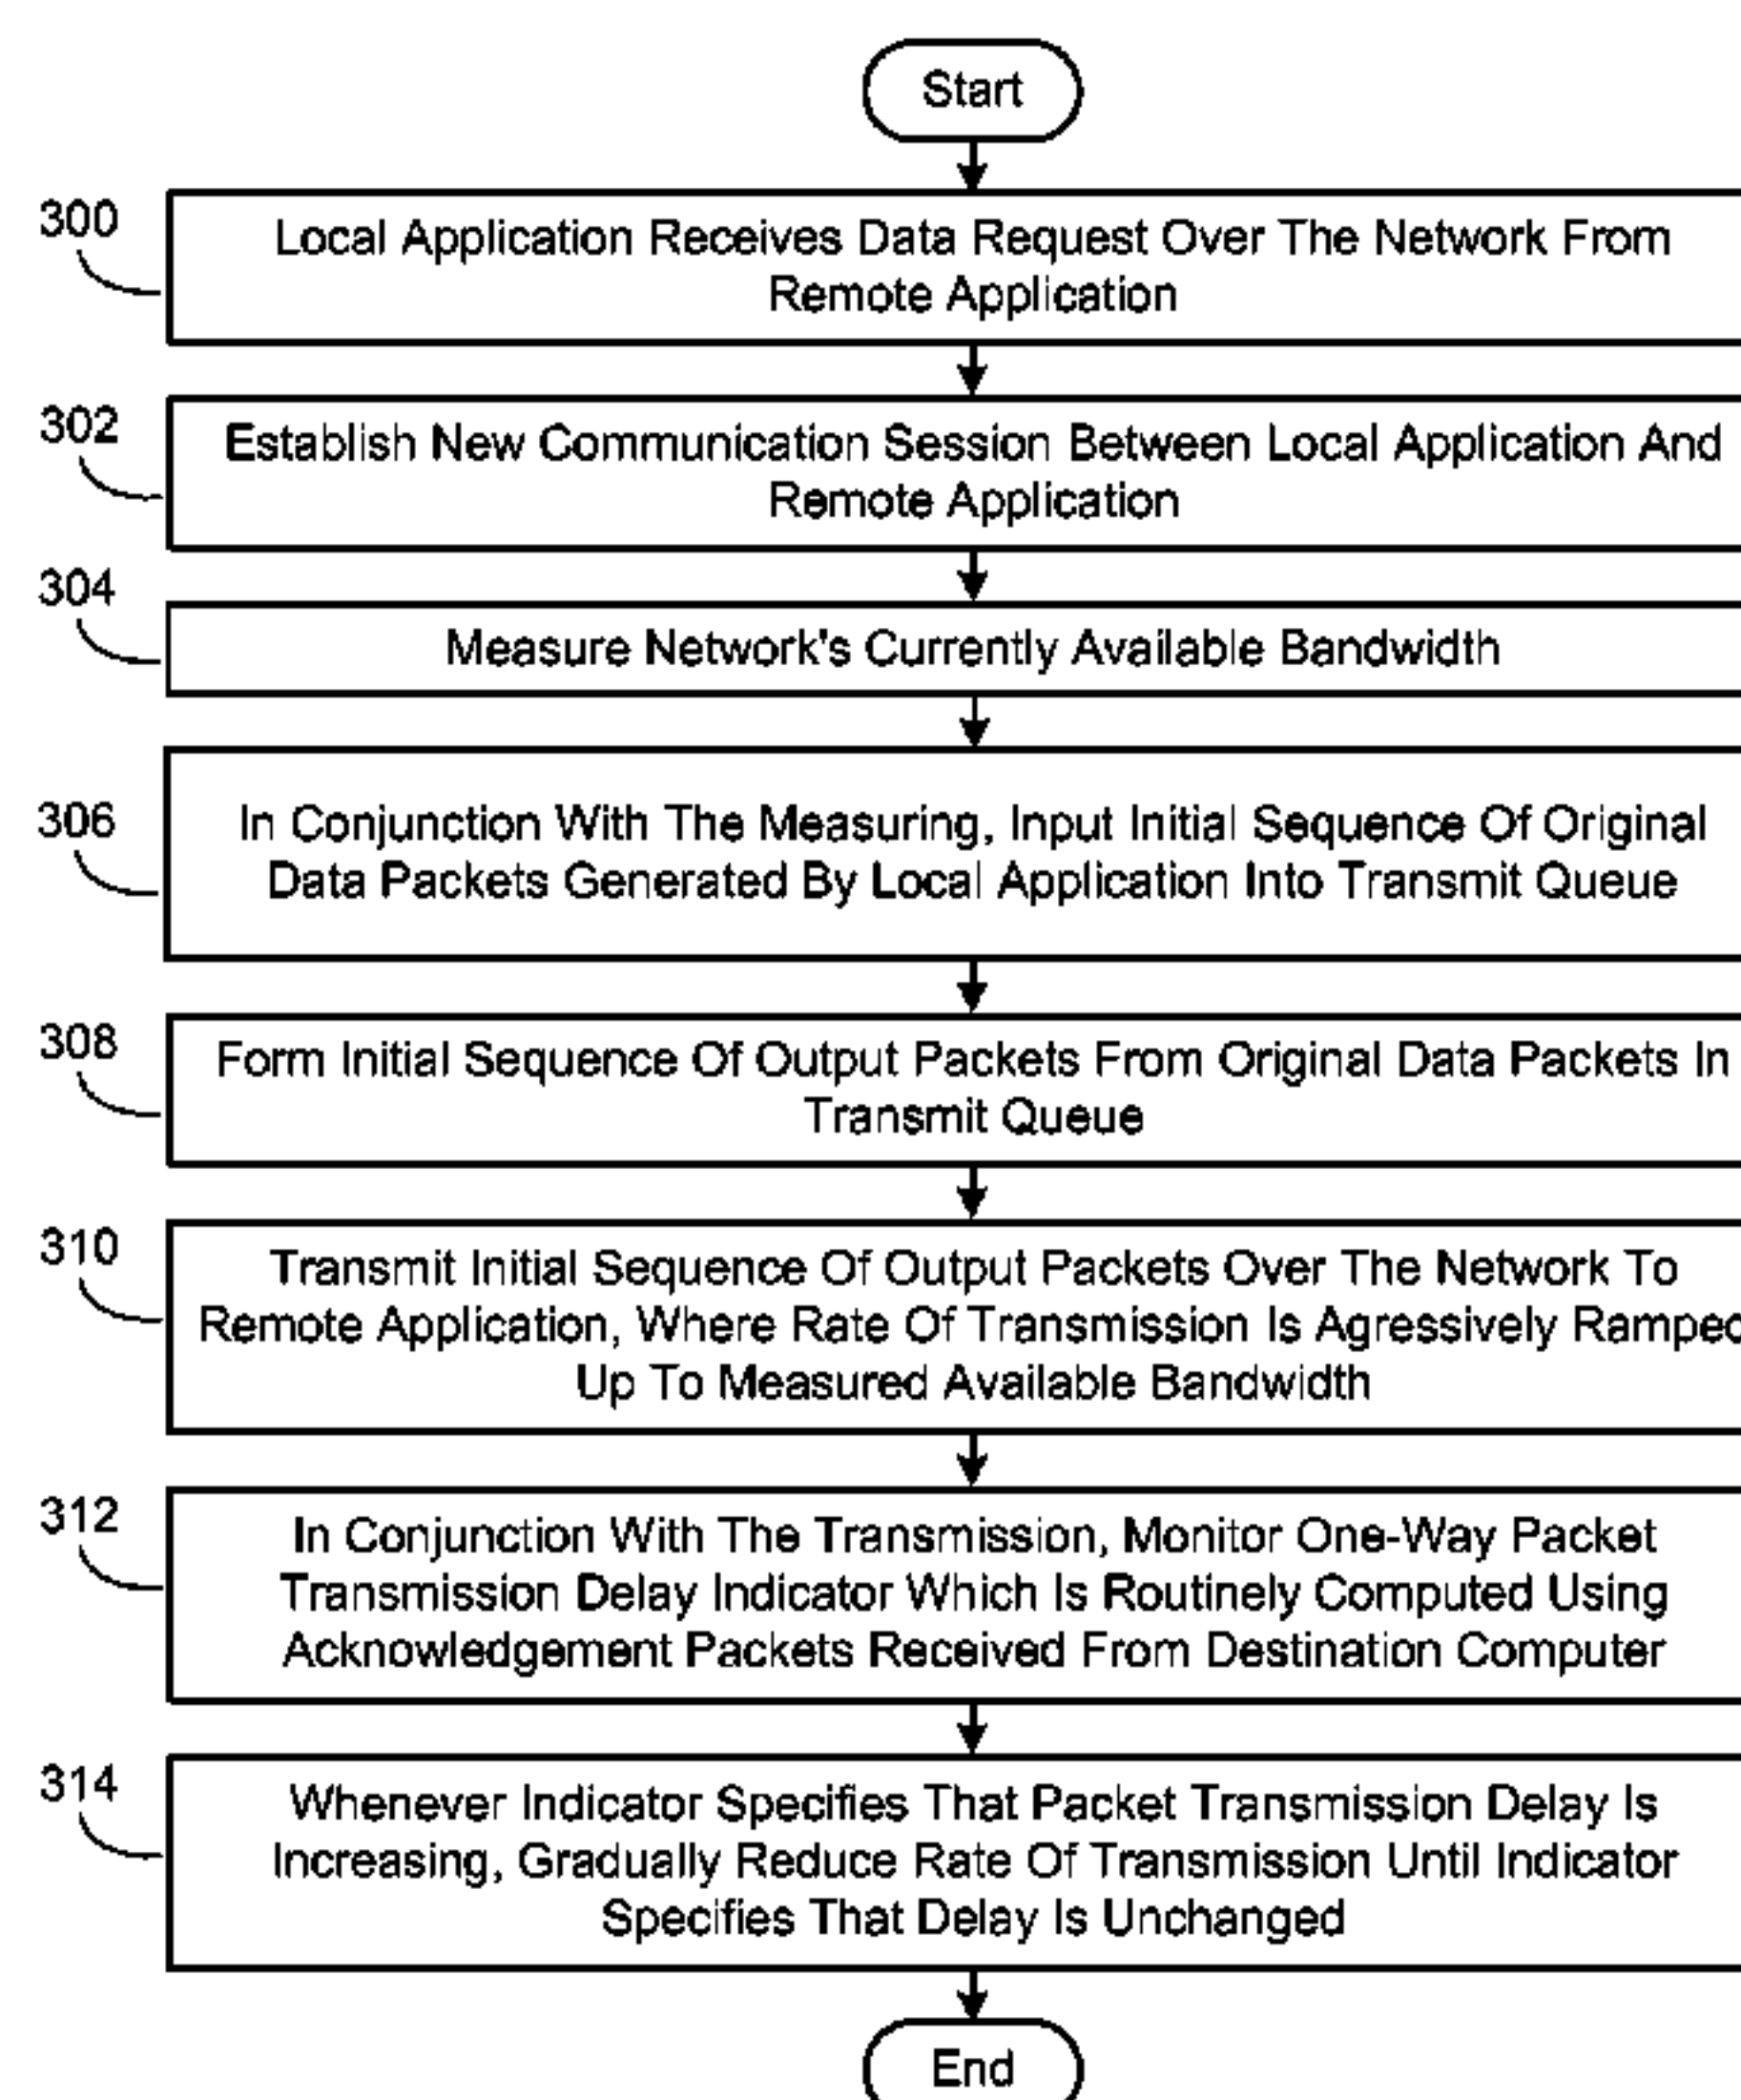 Start
300
Local Application Receives Data Request Over The Network From
Remote Application
302
Establish New Communication Session Between Local Application And
Remote Application
304
Measure Network's Currently Available Bandwidth
306
In Conjunction With The Measuring, Input Initial Sequence Of Original
Data Packets Generated By Local Application Into Transmit Queue
308
Form Initial Sequence Of Output Packets From Original Data Packets In
Transmit Queue
310
Transmit Initial Sequence Of Output Packets Over The Network To
Remote Application, Where Rate Of Transmission Is Agressively Ramped
Up To Measured Available Bandwidth
312
In Conjunction With The Transmission, Monitor One-Way Packet
Transmission Delay Indicator Which Is Routinely Computed Using
Acknowledgement Packets Received From Destination Computer
314
Whenever Indicator Specifies That Packet Transmission Delay Is
Increasing, Gradually Reduce Rate Of Transmission Until Indicator
Specifies That Delay Is Unchanged
End